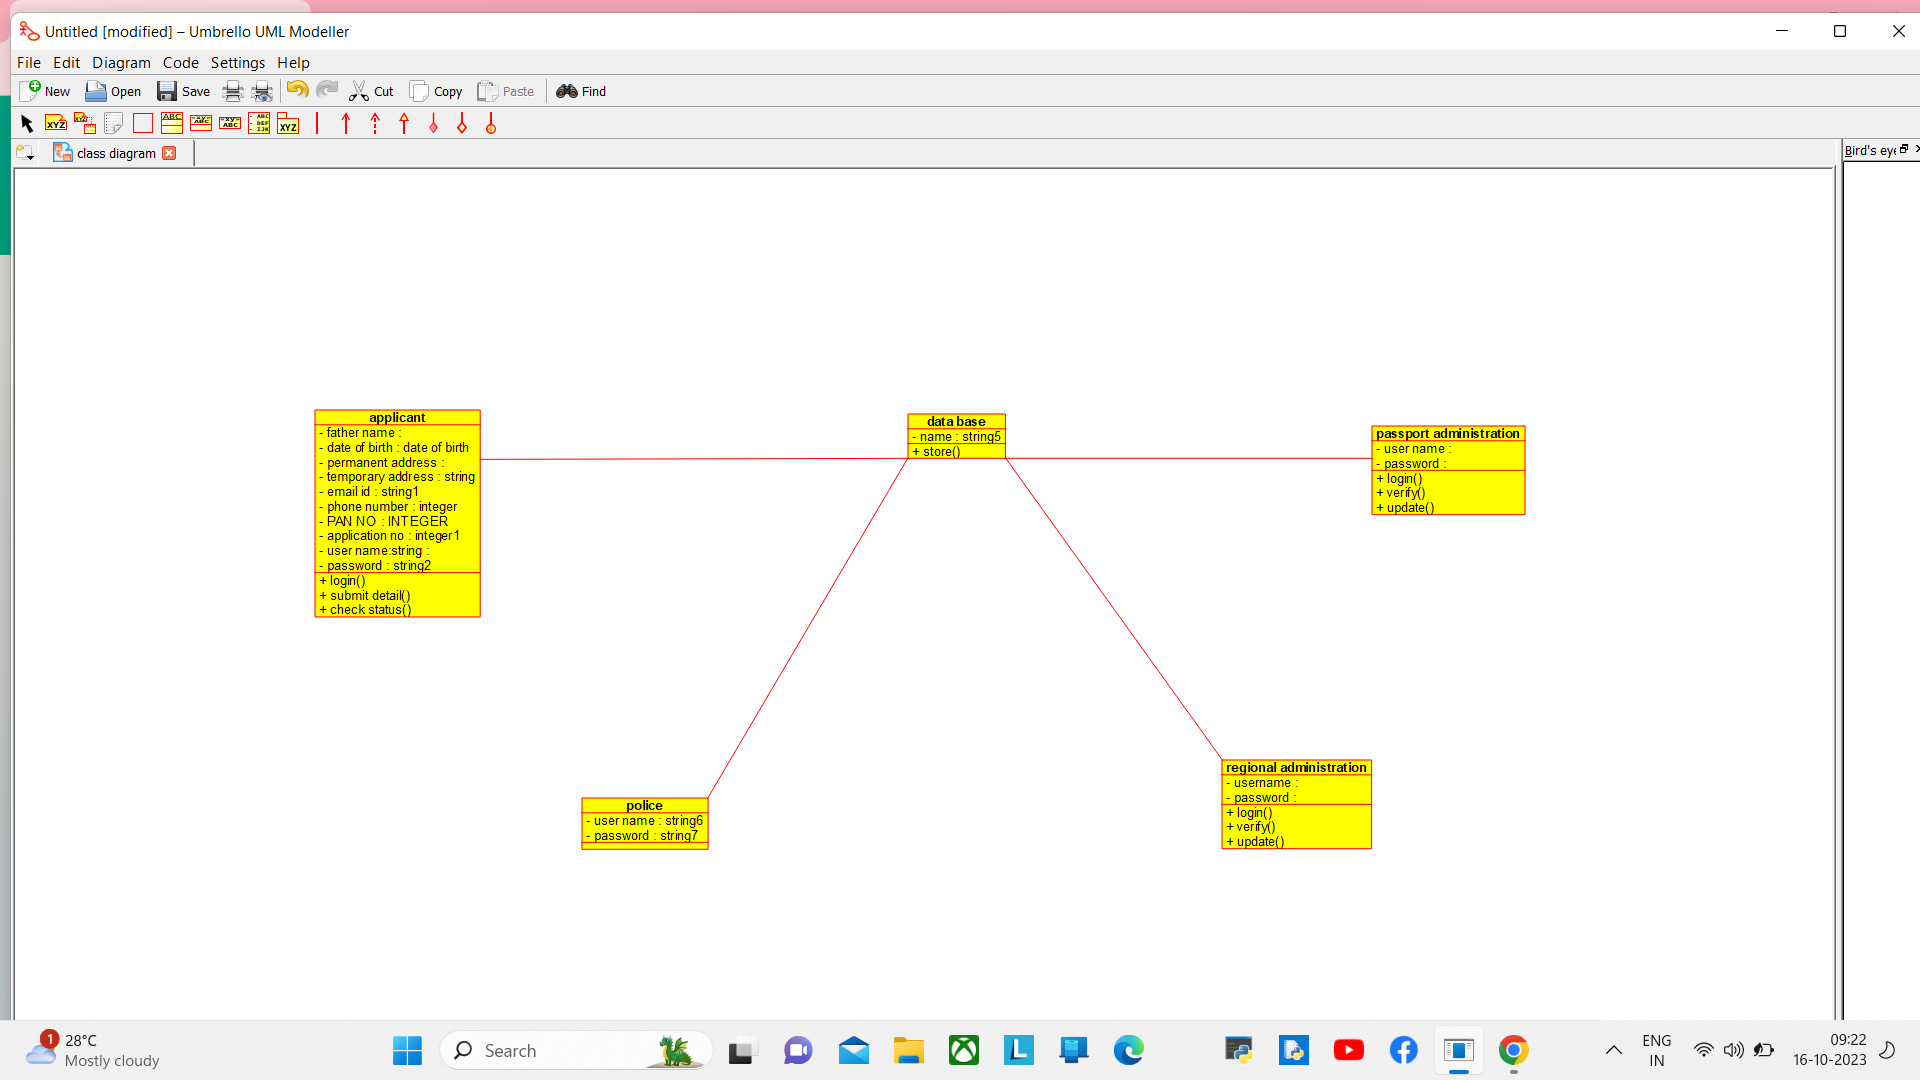 Untitled [modified] – Umbrello UML Modeller
File Edit Diagram Code Settings Help
New Open Save Cut Copy Paste Find
class diagram
Bird's eye
applicant
- father name :
- date of birth : date of birth
- permanent address :
- temporary address : string
- email id : string1
- phone number : integer
- PAN NO : INTEGER
- application no : integer1
- user name:string :
- password : string2
+ login()
+ submit detail()
+ check status()
data base
- name : string5
+ store()
passport administration
- user name :
- password :
+ login()
+ verify()
+ update()
police
- user name : string6
- password : string7
regional administration
- username :
- password :
+ login()
+ verify()
+ update()
1
28°C
Mostly cloudy
Search
ENG
IN
09:22
16-10-2023